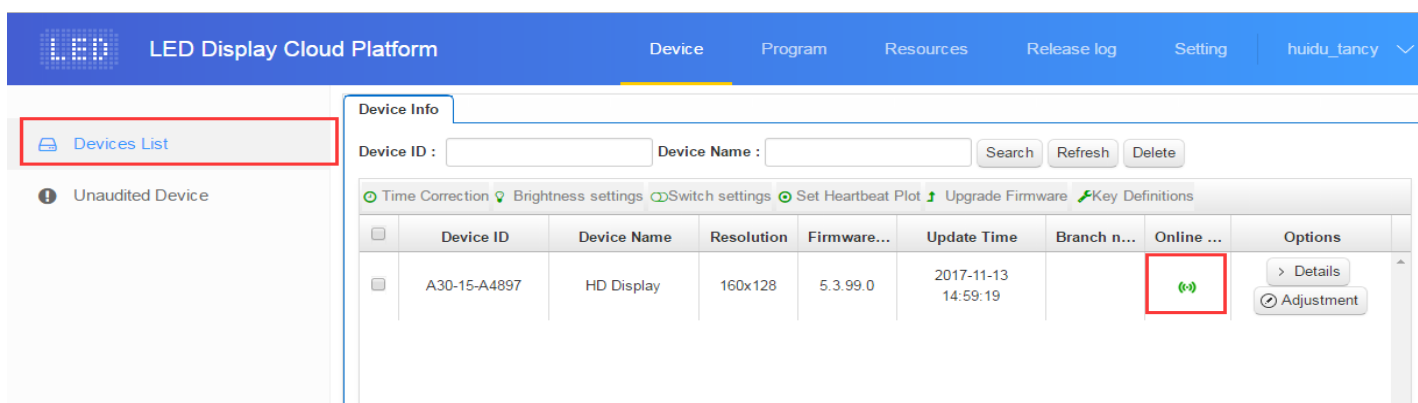 LED LED Display Cloud Platform Device Program Resources Release log Setting huidu_tancy
Devices List
Unaudited Device
Device Info
Device ID : Device Name : Search Refresh Delete
Time Correction Brightness settings Switch settings Set Heartbeat Plot Upgrade Firmware Key Definitions
Device ID Device Name Resolution Firmware... Update Time Branch n... Online ... Options
A30-15-A4897 HD Display 160x128 5.3.99.0 2017-11-13
14:59:19
> Details
Adjustment